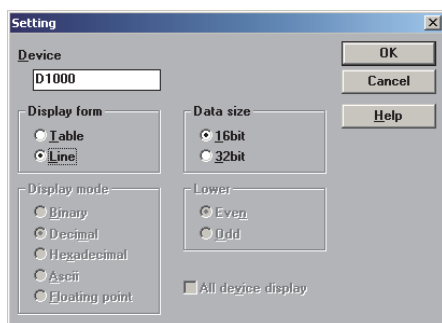 Setting
Device
D1000
OK
Cancel
Help
Display form
Table
Line
Data size
16bit
32bit
Display mode
Binary
Decimal
Hexadecimal
Ascii
Floating point
Lower
Even
Odd
All device display